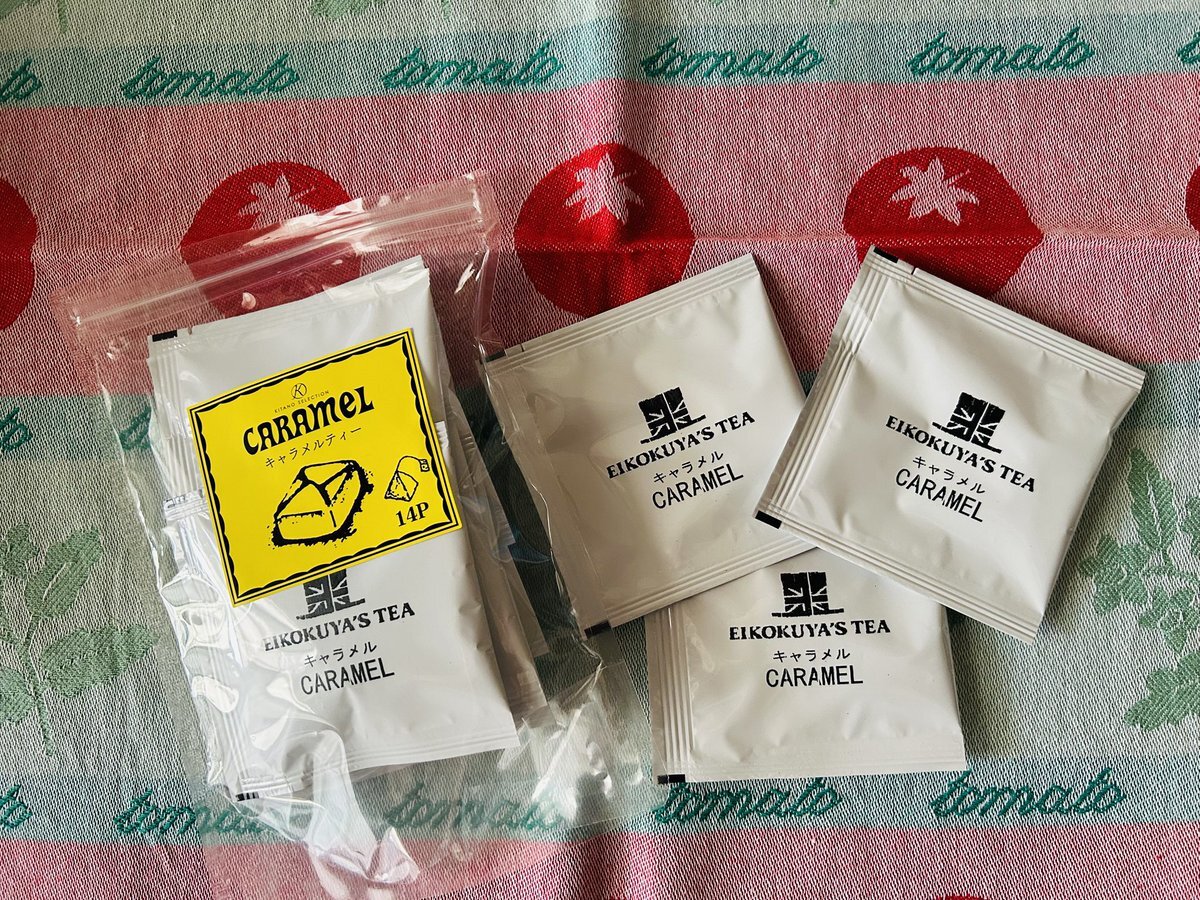 tomato
tomato
tomato
tomato
KITANO SELECTION
CARAMEL
キャラメルティー
14P
EIKOKUYA'S TEA
キャラメル
CARAMEL
EIKOKUYA'S TEA
キャラメル
CARAMEL
EIKOKUYA'S TEA
キャラメル
CARAMEL
EIKOKUYA'S TEA
キャラメル
CARAMEL
tomato
tomato
tomato
tomato